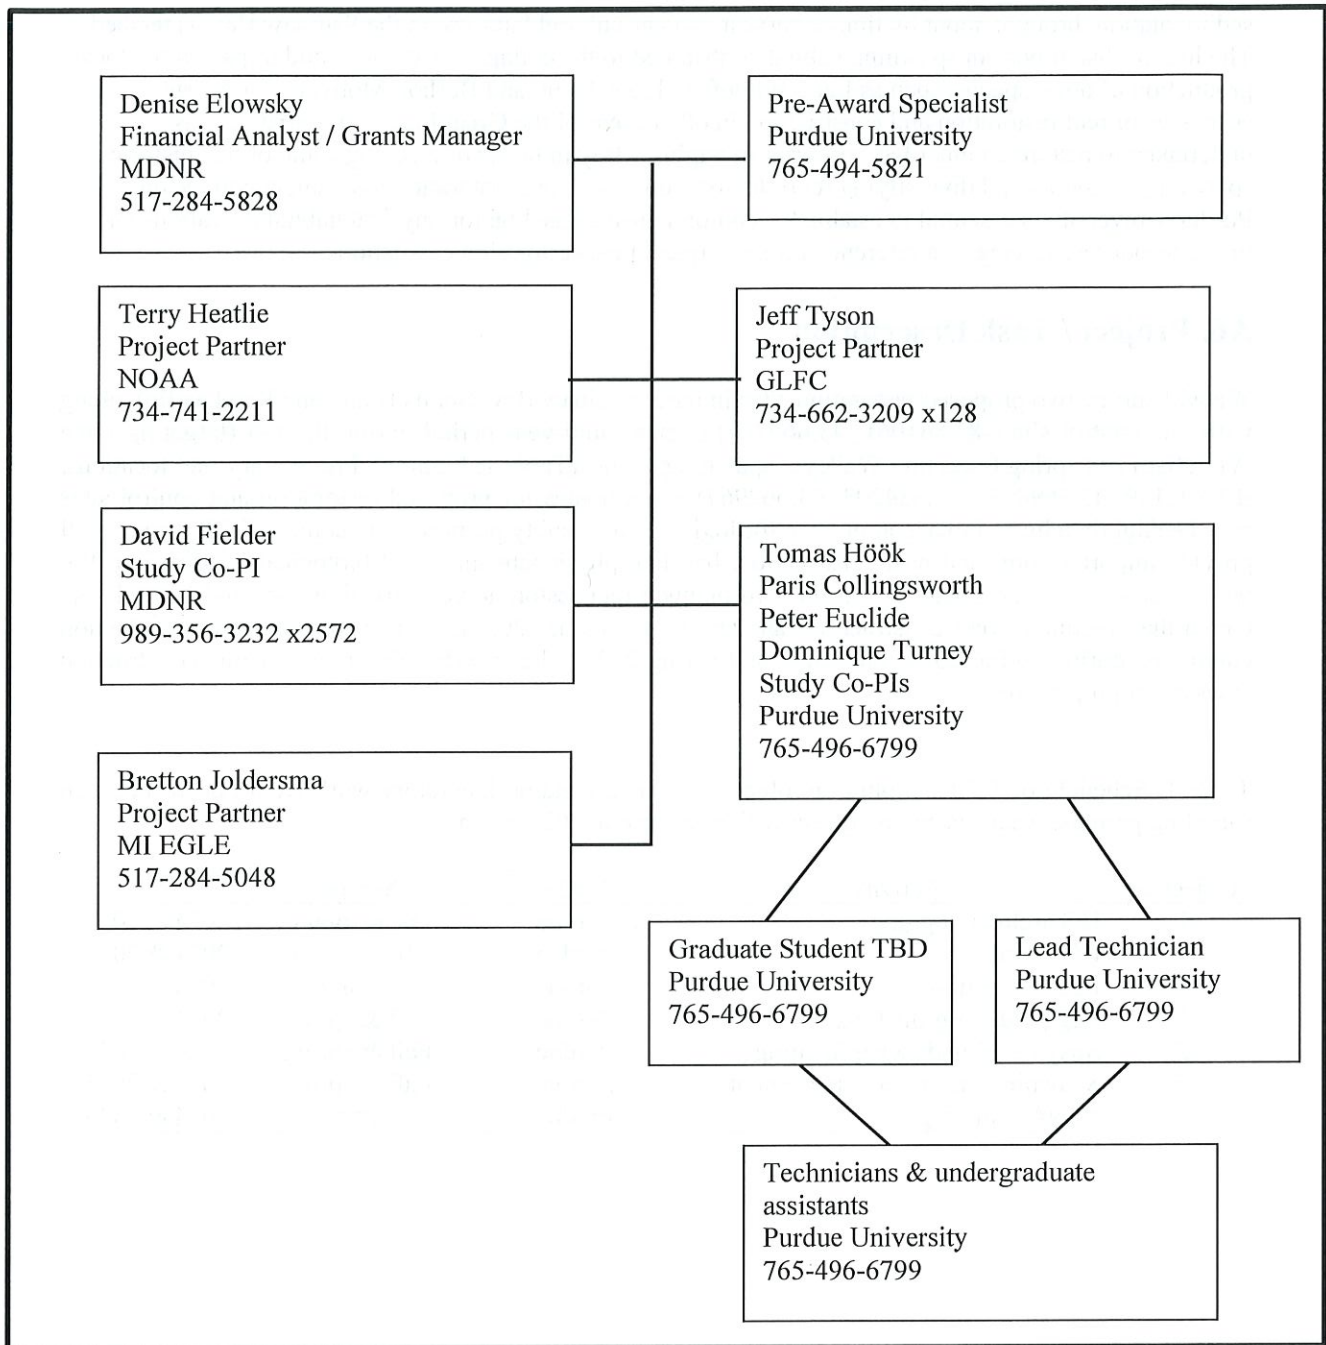 Denise Elowsky
Financial Analyst / Grants Manager
MDNR
517-284-5828
Pre-Award Specialist
Purdue University
765-494-5821
Terry Heatlie
Project Partner
NOAA
734-741-2211
Jeff Tyson
Project Partner
GLFC
734-662-3209 x128
David Fielder
Study Co-PI
MDNR
989-356-3232 x2572
Tomas Höök
Paris Collingsworth
Peter Euclide
Dominique Turney
Study Co-PIs
Purdue University
765-496-6799
Bretton Joldersma
Project Partner
MI EGLE
517-284-5048
Graduate Student TBD
Purdue University
765-496-6799
Lead Technician
Purdue University
765-496-6799
Technicians & undergraduate
assistants
Purdue University
765-496-6799